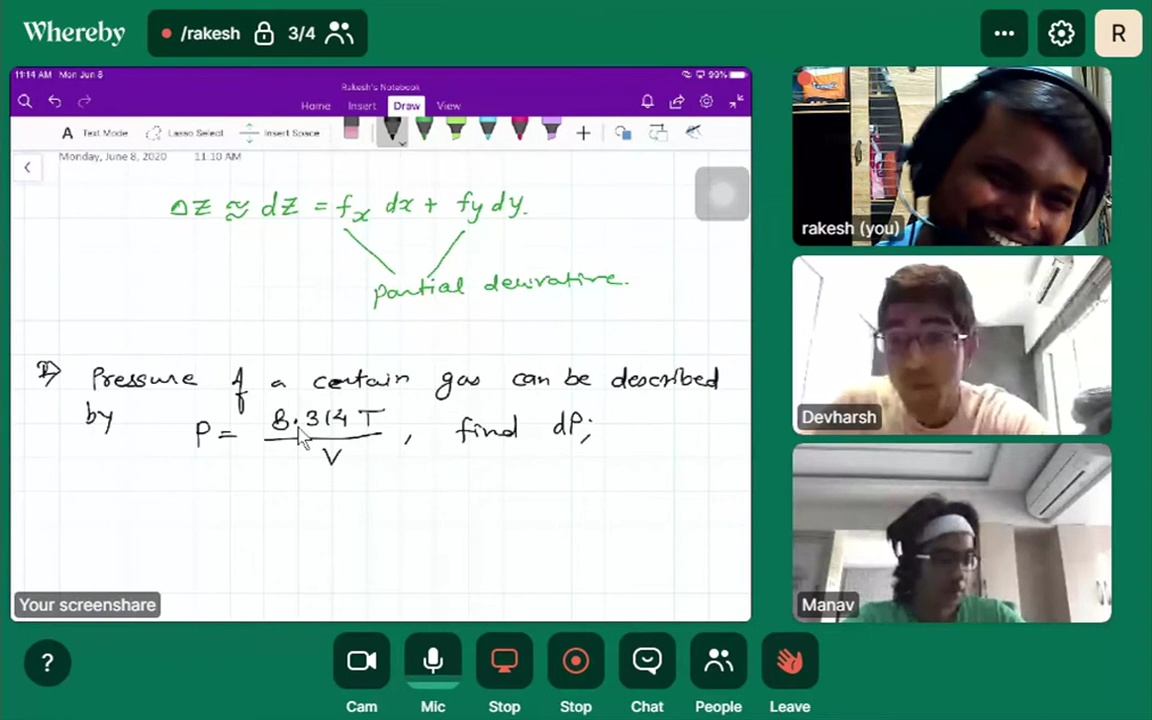 Whereby
/rakesh 3/4
R
11:14 AM Mon Jun 8
99%
Rakesh's Notebook
Home Insert Draw View
A Text Mode Lasso Select Insert Space
Monday, June 8, 2020 11:10 AM
Δz ≈ dz = fx dx + fy dy.
partial derivative.
1) Pressure of a certain gas can be described
by
P = 8.314 T / V , find dP;
Your screenshare
rakesh (you)
Devharsh
Manav
?
Cam Mic Stop Stop Chat People Leave